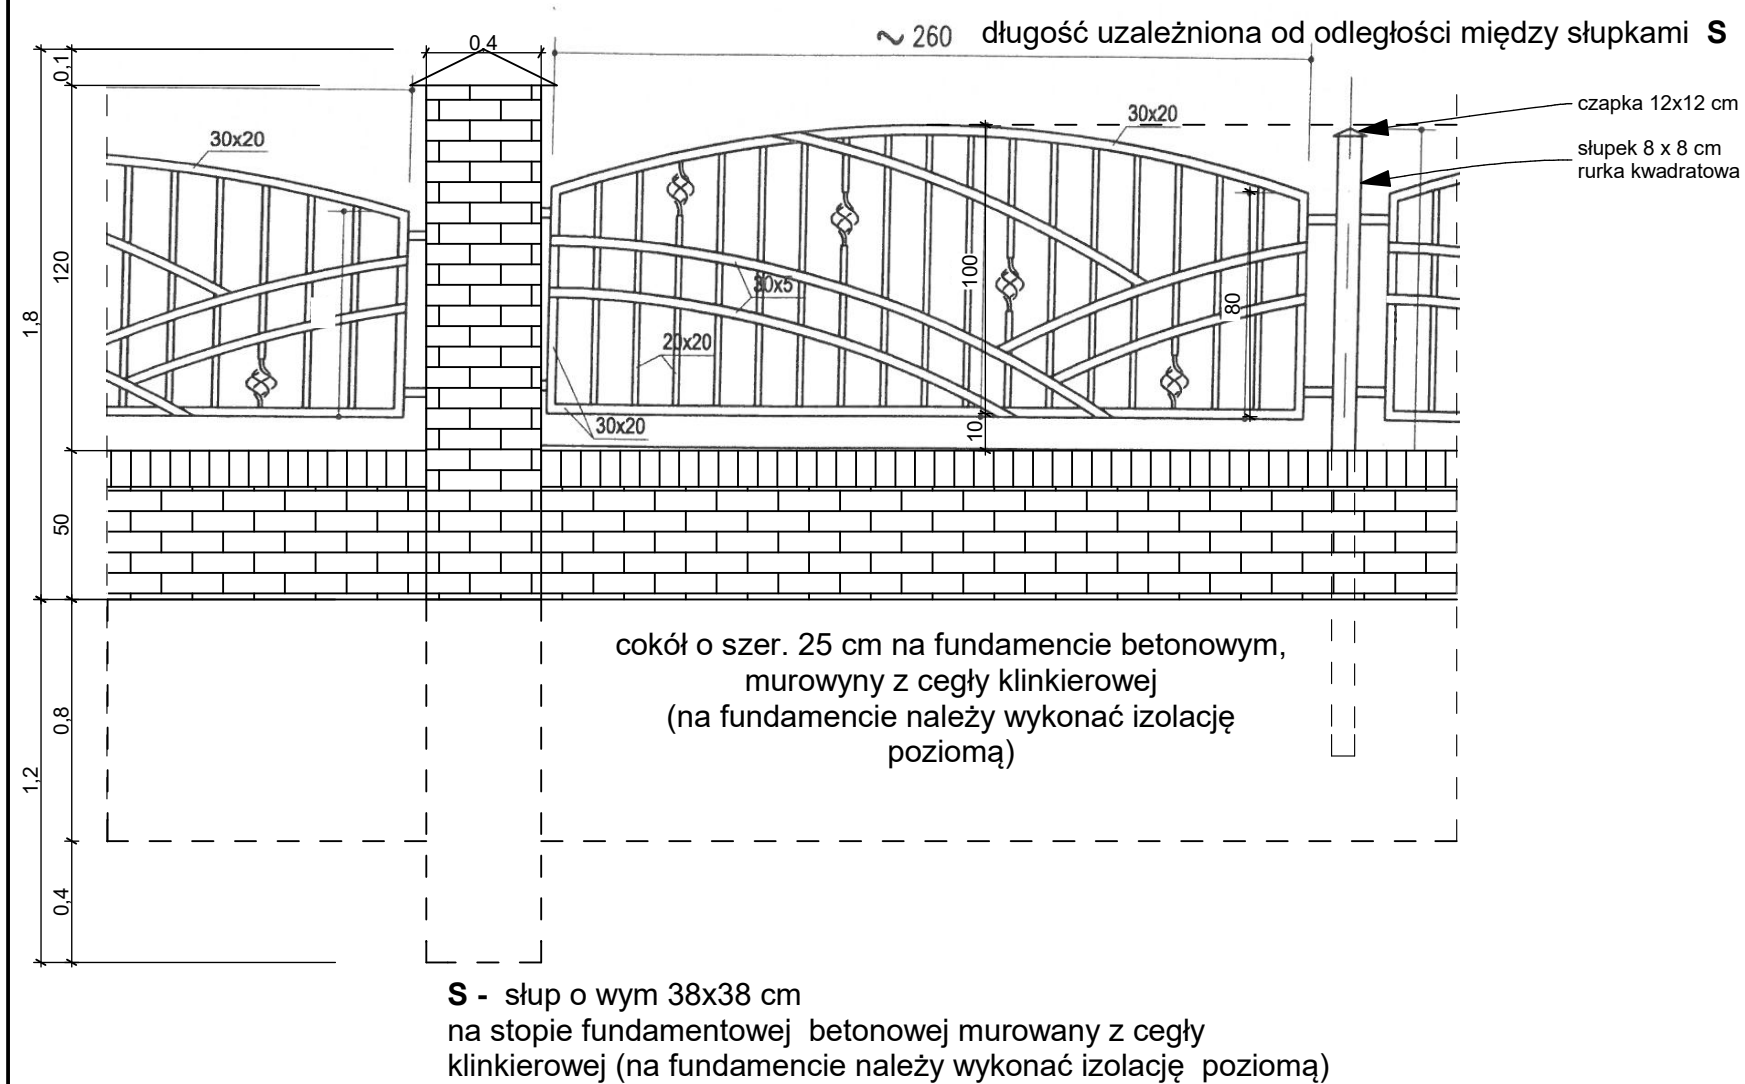 ~ 260 długość uzależniona od odległości między słupkami S
0,4
0,1
czapka 12x12 cm
30x20
30x20
słupek 8 x 8 cm
rurka kwadratowa
120
100
30x5
80
1,8
20x20
30x20
10
50
cokół o szer. 25 cm na fundamencie betonowym,
murowyny z cegły klinkierowej
(na fundamencie należy wykonać izolację
poziomą)
0,8
1,2
0,4
S - słup o wym 38x38 cm
na stopie fundamentowej betonowej murowany z cegły
klinkierowej (na fundamencie należy wykonać izolację poziomą)